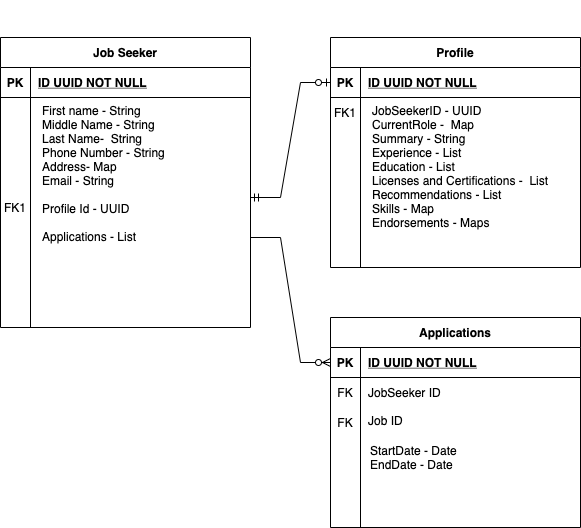 Job Seeker
PK ID UUID NOT NULL
First name - String
Middle Name - String
Last Name- String
Phone Number - String
Address- Map
Email - String
FK1 Profile Id - UUID
Applications - List
Profile
PK ID UUID NOT NULL
FK1 JobSeekerID - UUID
CurrentRole - Map
Summary - String
Experience - List
Education - List
Licenses and Certifications - List
Recommendations - List
Skills - Map
Endorsements - Maps
Applications
PK ID UUID NOT NULL
FK JobSeeker ID
FK Job ID
StartDate - Date
EndDate - Date